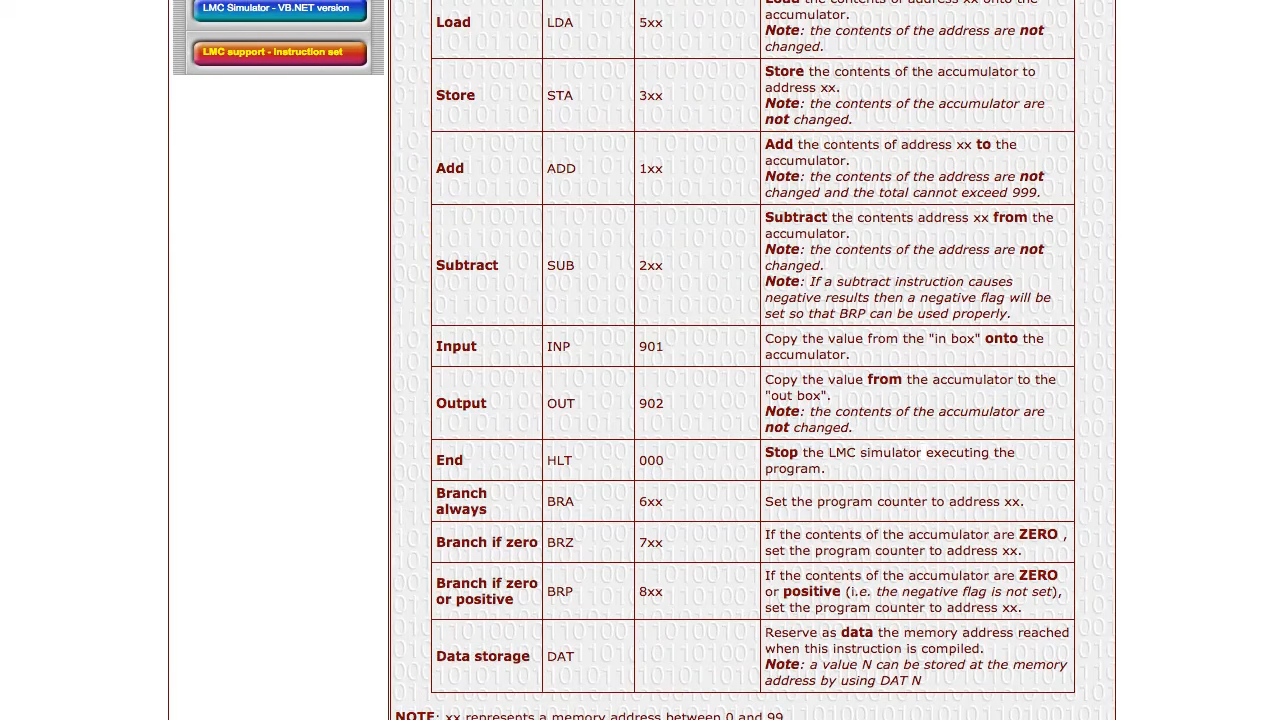 LMC Simulator - VB.NET version
LMC support - instruction set
Load LDA 5xx
Load the contents of address xx onto the
accumulator.
Note: the contents of the address are not
Store STA 3xx
Store the contents of the accumulator to
address xx.
Note: the contents of the accumulator are
not changed.
Add ADD 1xx
Add the contents of address xx to the
accumulator.
Note: the contents of the address are not
changed and the total cannot exceed 999.
Subtract SUB 2xx
Subtract the contents address xx from the
accumulator.
Note: the contents of the address are not
changed.
Note: If a subtract instruction causes
negative results then a negative flag will be
set so that BRP can be used properly.
Input INP 901
Copy the value from the "in box" onto the
accumulator.
Output OUT 902
Copy the value from the accumulator to the
"out box".
Note: the contents of the accumulator are
not changed.
End HLT 000
Stop the LMC simulator executing the
program.
Branch
always BRA 6xx
Set the program counter to address xx.
Branch if zero BRZ 7xx
If the contents of the accumulator are ZERO ,
set the program counter to address xx.
Branch if zero
or positive BRP 8xx
If the contents of the accumulator are ZERO
or positive (i.e. the negative flag is not set),
set the program counter to address xx.
Data storage DAT
Reserve as data the memory address reached
when this instruction is compiled.
Note: a value N can be stored at the memory
address by using DAT N
NOTE: xx represents a memory address between 0 and 99